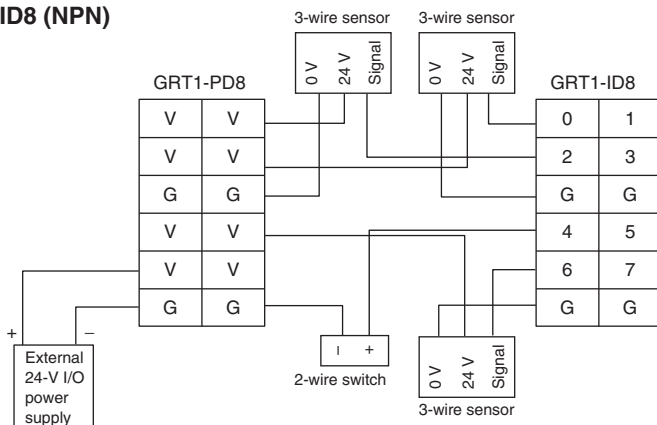 ID8 (NPN)
3-wire sensor
3-wire sensor
0 V
24 V
Signal
0 V
24 V
Signal
GRT1-PD8
GRT1-ID8
V V
V V
G G
V V
V V
G G
0 1
2 3
G G
4 5
6 7
G G
+ –
External
24-V I/O
power
supply
– +
2-wire switch
0 V
24 V
Signal
3-wire sensor